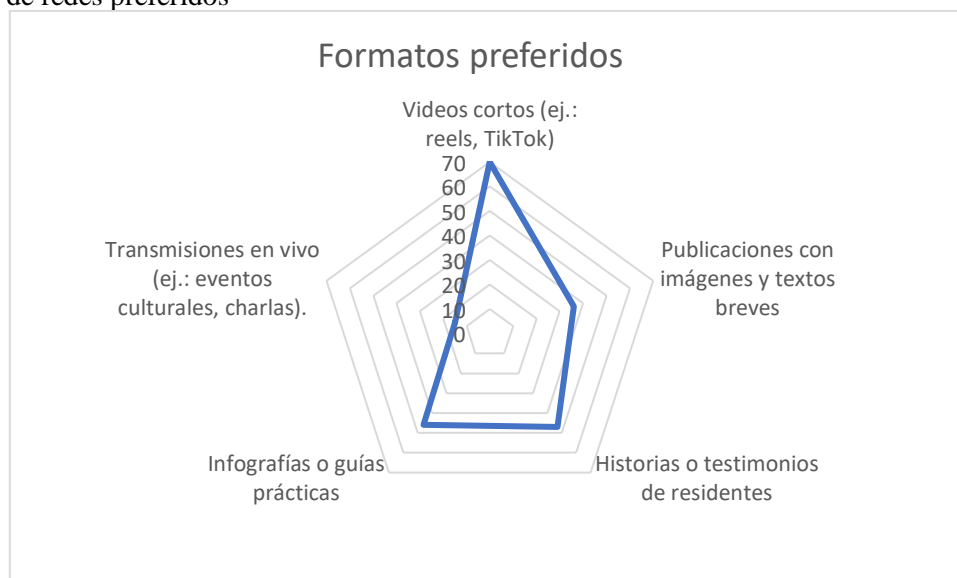 de redes preferidos
Formatos preferidos
Videos cortos (ej.:
reels, TikTok)
70
60
50
40
30
20
10
0
Publicaciones con
imágenes y textos
breves
Historias o testimonios
de residentes
Infografías o guías
prácticas
Transmisiones en vivo
(ej.: eventos
culturales, charlas).